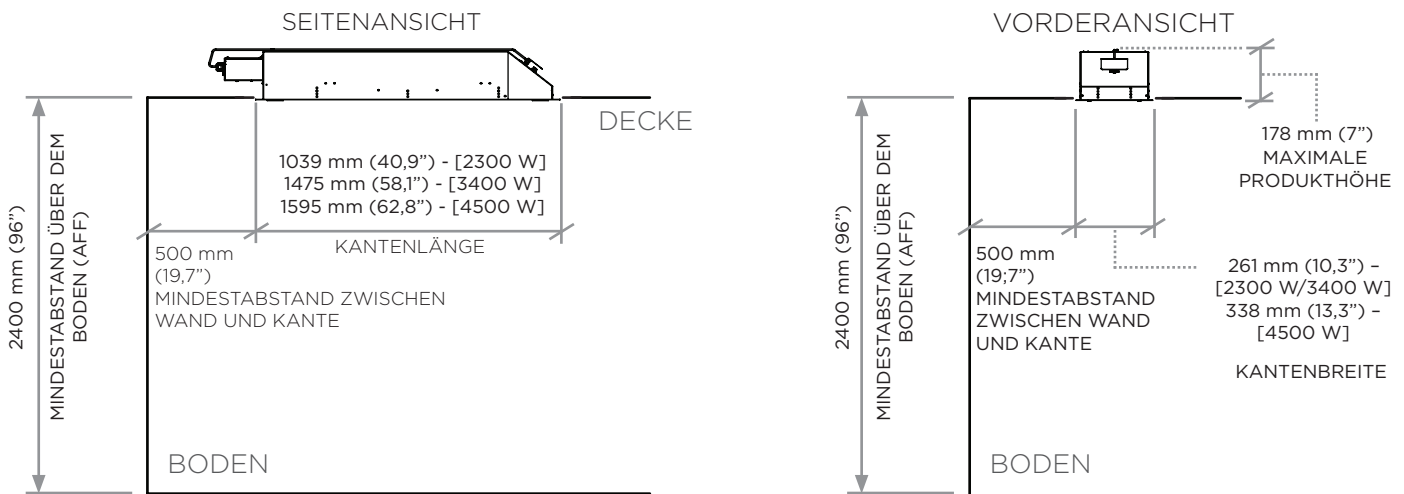 SEITENANSICHT
DECKE
2400 mm (96”)
MINDESTABSTAND ÜBER DEM
BODEN (AFF)
1039 mm (40,9”) - [2300 W]
1475 mm (58,1”) - [3400 W]
1595 mm (62,8”) - [4500 W]
KANTENLÄNGE
500 mm
(19,7”)
MINDESTABSTAND ZWISCHEN
WAND UND KANTE
BODEN
VORDERANSICHT
178 mm (7”)
MAXIMALE
PRODUKTHÖHE
2400 mm (96”)
MINDESTABSTAND ÜBER DEM
BODEN (AFF)
500 mm
(19;7”)
MINDESTABSTAND
ZWISCHEN WAND
UND KANTE
261 mm (10,3”) –
[2300 W/3400 W]
338 mm (13,3”) –
[4500 W]
KANTENBREITE
BODEN